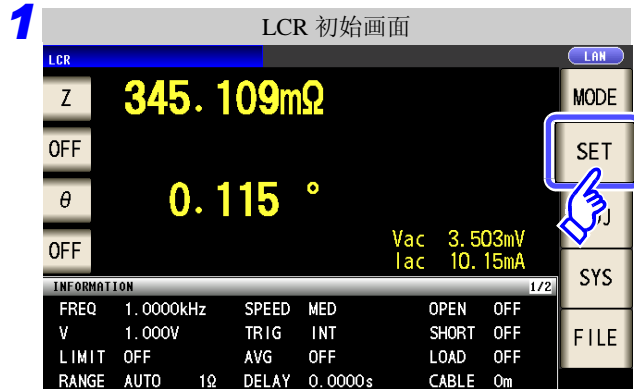 1
LCR 初始画面
LCR
LAN
Z 345.109mΩ
MODE
OFF
SET
θ 0.115 °
OFF
Vac 3.503mV
Iac 10.15mA
SYS
INFORMATION 1/2
FREQ 1.0000kHz SPEED MED OPEN OFF
V 1.000V TRIG INT SHORT OFF
FILE
LIMIT OFF AVG OFF LOAD OFF
RANGE AUTO 1Ω DELAY 0.0000s CABLE 0m